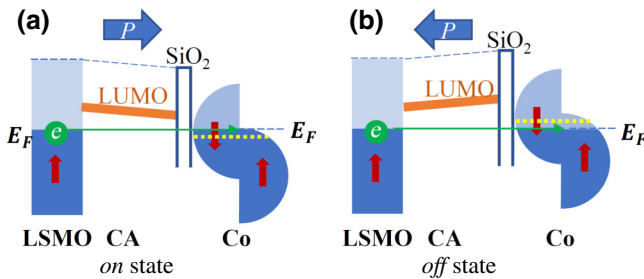 (a)
P
SiO₂
LUMO
E_F
e
E_F
LSMO CA Co
on state
(b)
P
SiO₂
LUMO
E_F
e
E_F
LSMO CA Co
off state